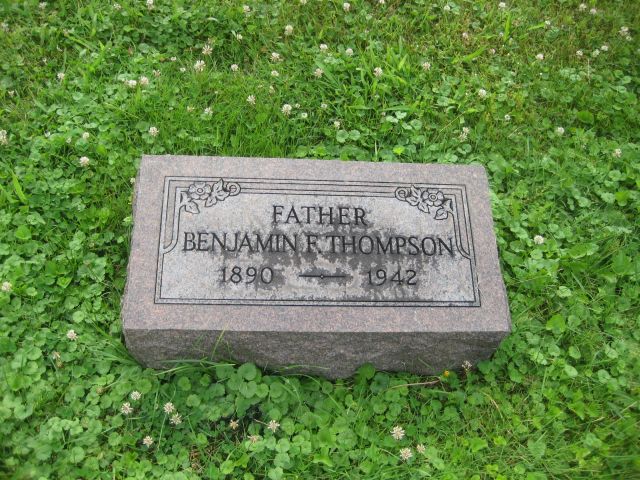 FATHER
BENJAMIN F. THOMPSON
1890 — 1942